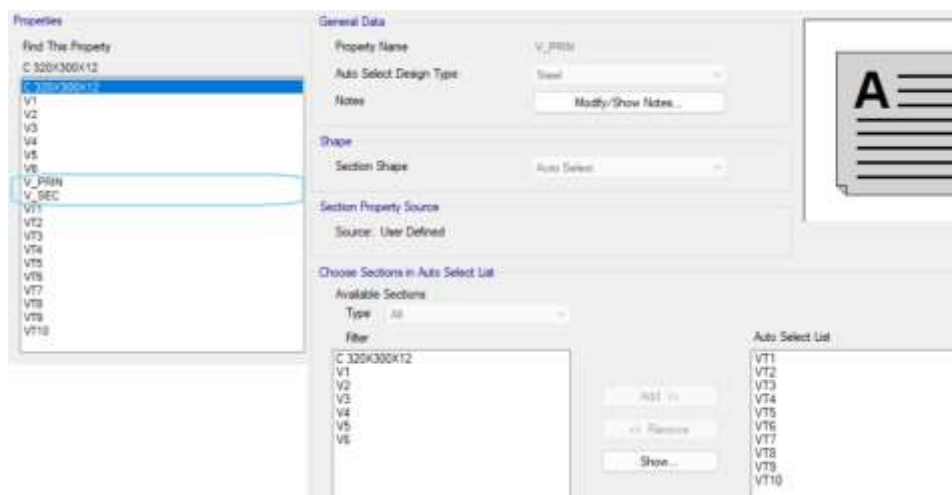 Properties
Find This Property
C 320X300X12
C 320X300X12
V1
V2
V3
V4
V5
V6
V_PRIN
V_SEC
VT1
VT2
VT3
VT4
VT5
VT6
VT7
VT8
VT9
VT10
General Data
Property Name V_PRIN
Auto Select Design Type Steel
Notes Modify/Show Notes...
Shape
Section Shape Auto Select
Section Property Source
Source: User Defined
Choose Sections in Auto Select List
Available Sections
Type All
Filter
C 320X300X12
V1
V2
V3
V4
V5
V6
Add >>
<< Remove
Show...
Auto Select List
VT1
VT2
VT3
VT4
VT5
VT6
VT7
VT8
VT9
VT10
A